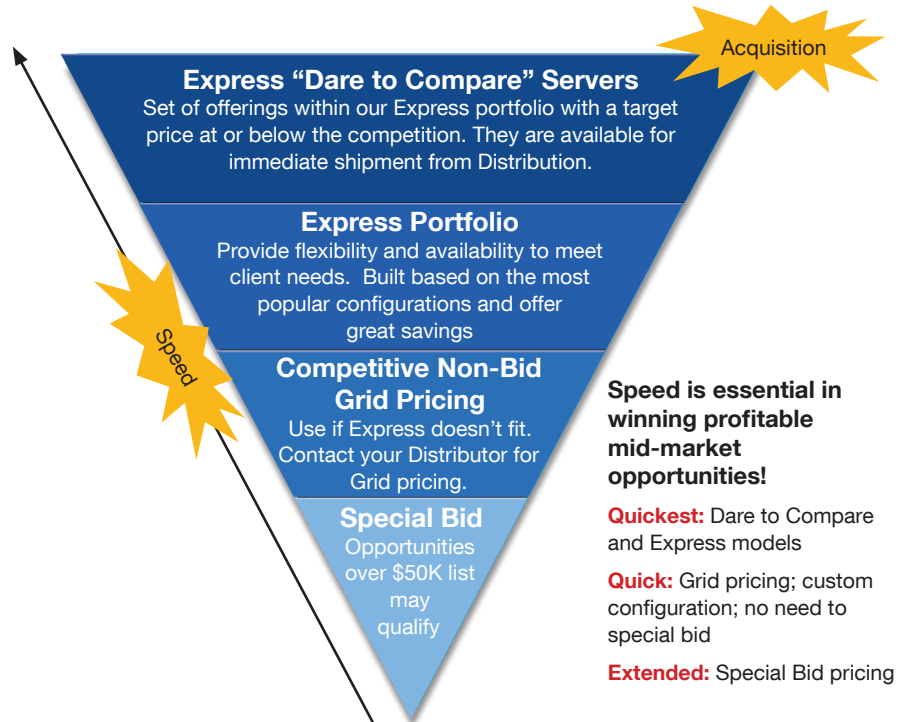 Acquisition
Express “Dare to Compare” Servers
Set of offerings within our Express portfolio with a target
price at or below the competition. They are available for
immediate shipment from Distribution.
Express Portfolio
Provide flexibility and availability to meet
client needs.  Built based on the most
popular configurations and offer
great savings
Speed
Competitive Non-Bid
Grid Pricing
Use if Express doesn’t fit.
Contact your Distributor for
Grid pricing.
Special Bid
Opportunities
over $50K list
may
qualify
Speed is essential in
winning profitable
mid-market
opportunities!
Quickest: Dare to Compare
and Express models
Quick: Grid pricing; custom
configuration; no need to
special bid
Extended: Special Bid pricing